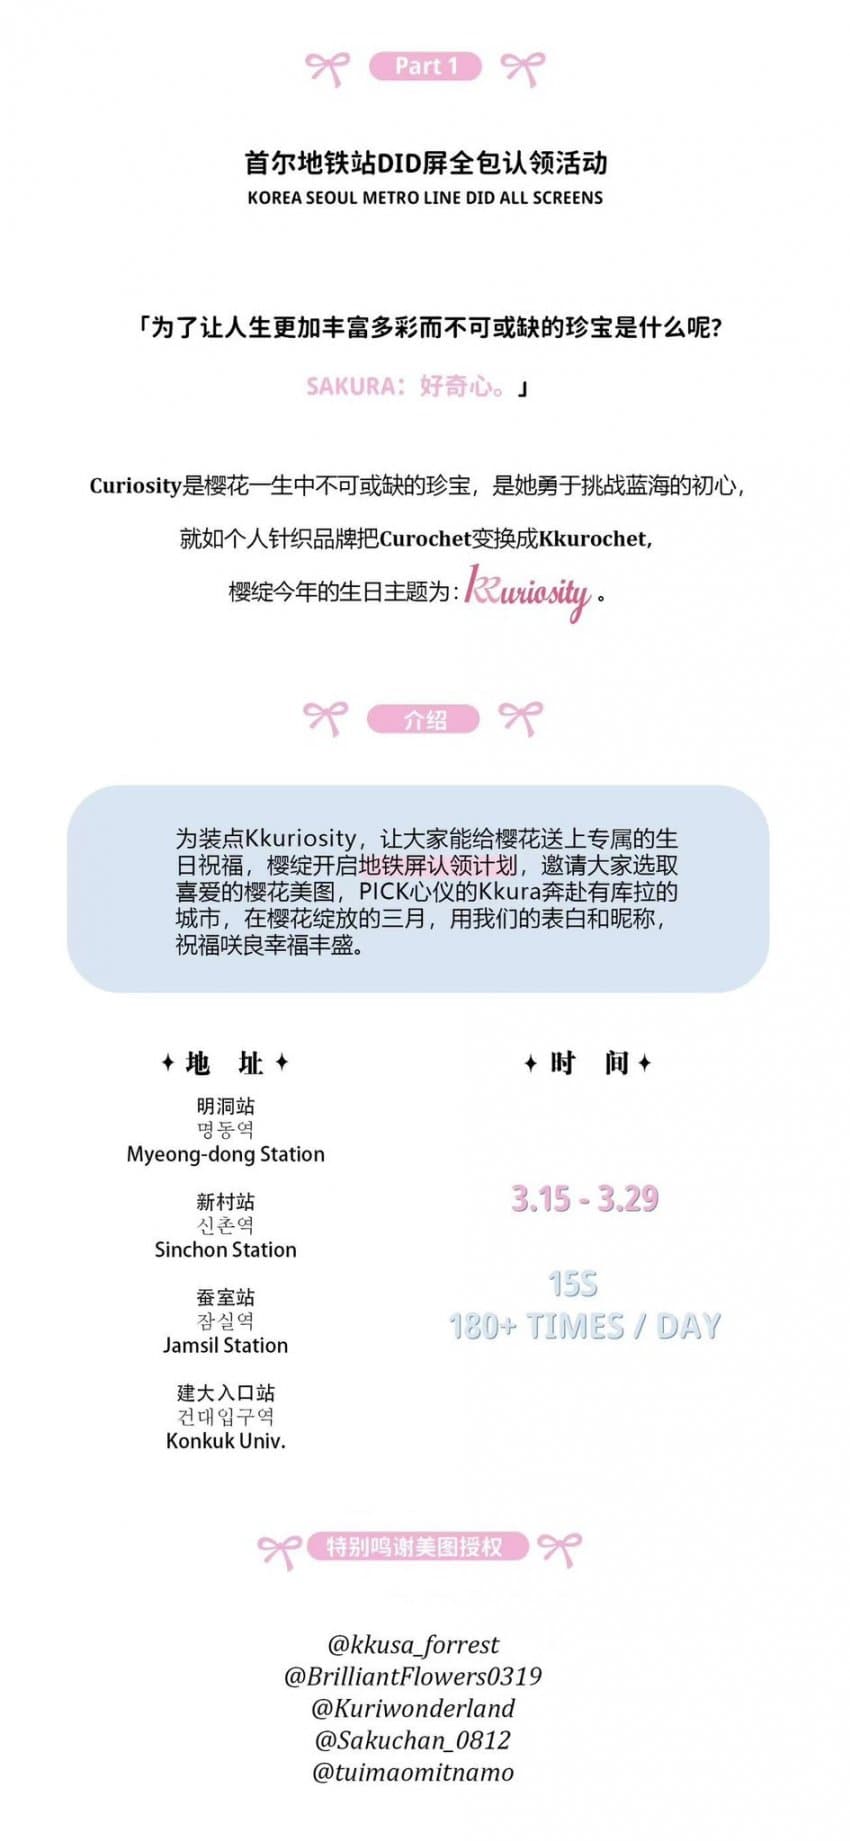 Part 1
首尔地铁站DID屏全包认领活动
KOREA SEOUL METRO LINE DID ALL SCREENS
「为了让人生更加丰富多彩而不可或缺的珍宝是什么呢?
SAKURA：好奇心。」
Curiosity是樱花一生中不可或缺的珍宝，是她勇于挑战蓝海的初心，
就如个人针织品牌把Curochet变换成Kkurochet,
樱绽今年的生日主题为：Kkuriosity。
介绍
为装点Kkuriosity，让大家能给樱花送上专属的生
日祝福，樱绽开启地铁屏认领计划，邀请大家选取
喜爱的樱花美图，PICK心仪的Kkura奔赴有库拉的
城市，在樱花绽放的三月，用我们的表白和昵称，
祝福咲良幸福丰盛。
地 址
明洞站
명동역
Myeong-dong Station
新村站
신촌역
Sinchon Station
蚕室站
잠실역
Jamsil Station
建大入口站
건대입구역
Konkuk Univ.
时 间
3.15 - 3.29
15S
180+ TIMES / DAY
特别鸣谢美图授权
@kkusa_forrest
@BrilliantFlowers0319
@Kuriwonderland
@Sakuchan_0812
@tuimaomitnamo